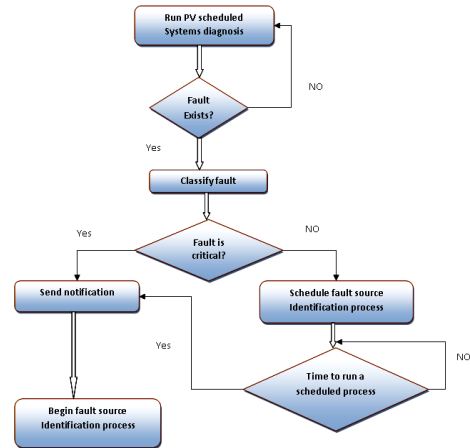 Run PV scheduled
Systems diagnosis
NO
Fault
Exists?
Yes
Classify fault
Yes
Fault is
critical?
NO
Send notification
Schedule fault source
Identification process
Yes
NO
Time to run a
scheduled process
Begin fault source
Identification process